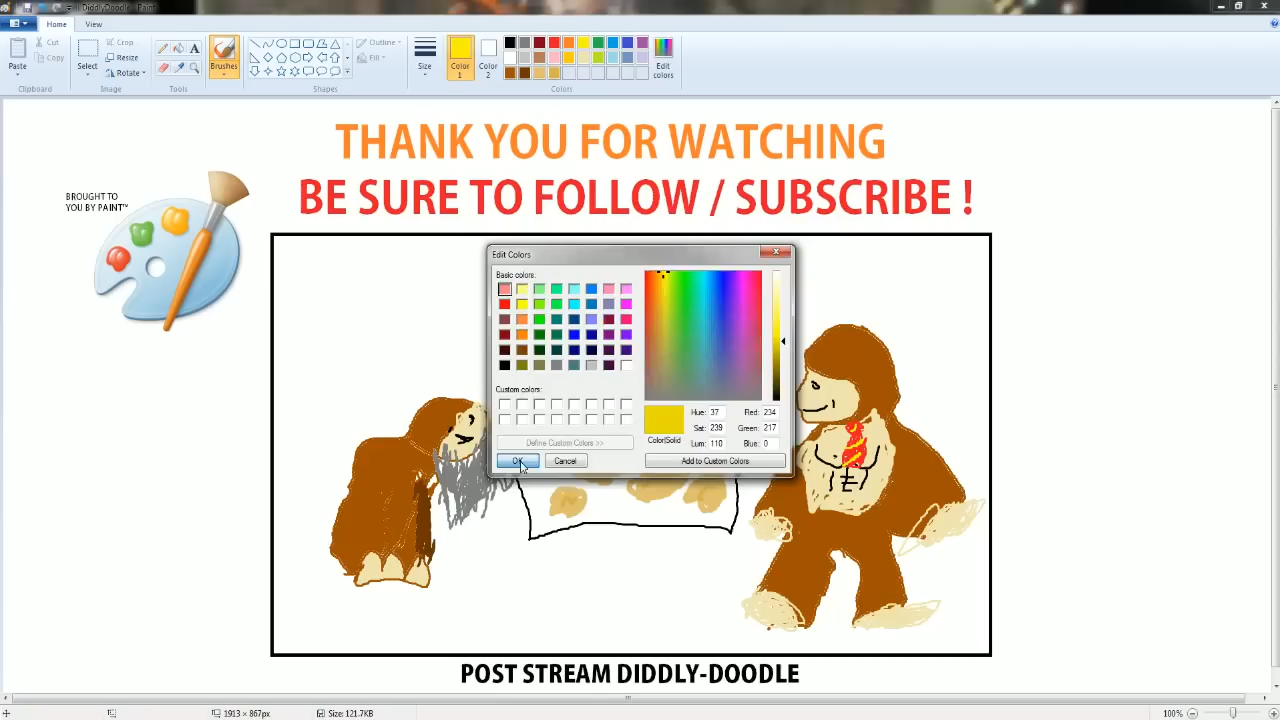 DiddlyDoodle - Paint
Home
View
Paste
Cut
Copy
Clipboard
Select
Crop
Resize
Rotate
Image
A
Tools
Brushes
Outline
Fill
Shapes
Size
Color
1
Color
2
Edit
colors
Colors
THANK YOU FOR WATCHING
BE SURE TO FOLLOW / SUBSCRIBE !
BROUGHT TO
YOU BY PAINT™
Edit Colors
Basic colors:
Custom colors:
Define Custom Colors >>
OK
Cancel
Color|Solid
Hue: 37
Sat: 239
Lum: 110
Red: 234
Green: 217
Blue: 0
Add to Custom Colors
POST STREAM DIDDLY-DOODLE
1913 × 867px
Size: 121.7KB
100%